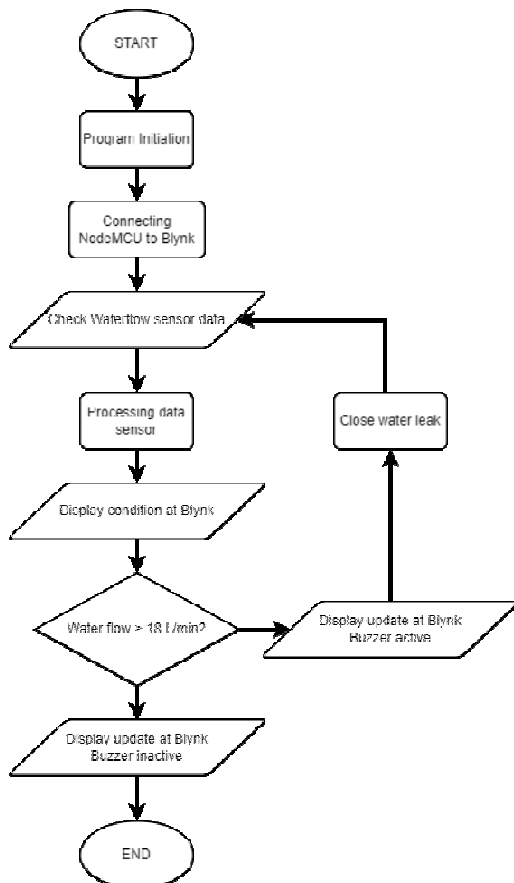 START
Program Initiation
Connecting
NodeMCU to Blynk
Check Waterflow sensor data
Processing data
sensor
Close water leak
Display condition at Blynk
Water flow > 18 L/min?
Display update at Blynk
Buzzer active
Display update at Blynk
Buzzer inactive
END